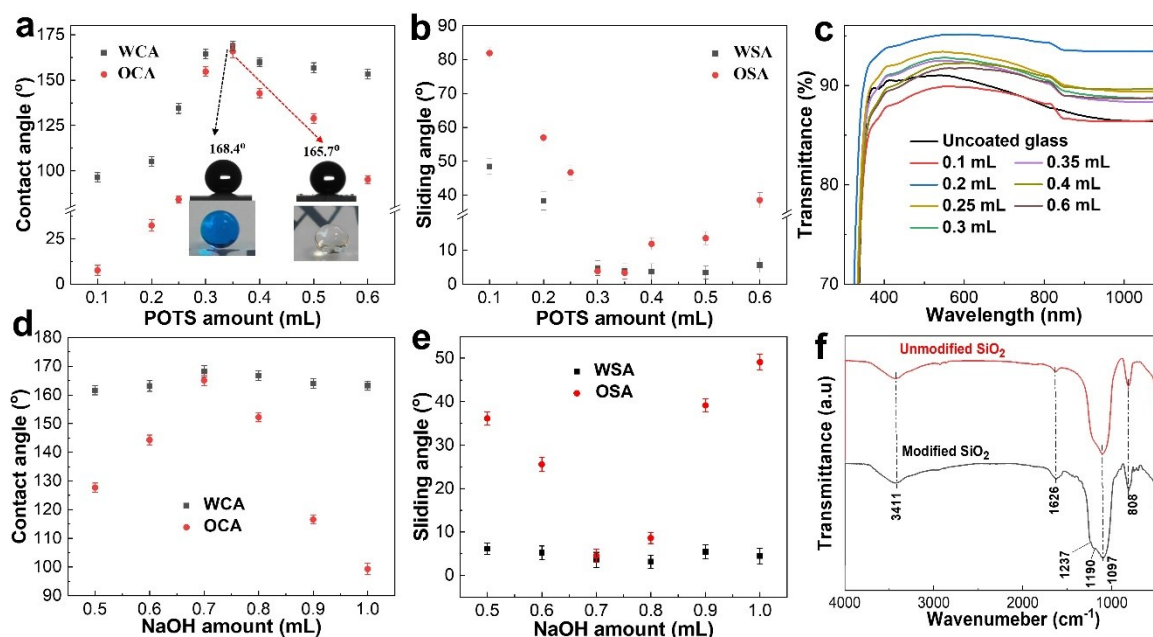 a
175
150
125
100
25
0
Contact angle (º)
WCA
OCA
168.4º
165.7º
0.1 0.2 0.3 0.4 0.5 0.6
POTS amount (mL)
b
90
80
70
60
50
40
30
10
0
Sliding angle (º)
WSA
OSA
0.1 0.2 0.3 0.4 0.5 0.6
POTS amount (mL)
c
90
80
70
Transmittance (%)
Uncoated glass
0.1 mL
0.2 mL
0.25 mL
0.3 mL
0.35 mL
0.4 mL
0.6 mL
400 600 800 1000
Wavelength (nm)
d
180
170
160
150
140
130
120
110
100
90
Contact angle (º)
WCA
OCA
0.5 0.6 0.7 0.8 0.9 1.0
NaOH amount (mL)
e
50
40
30
20
10
0
Sliding angle (º)
WSA
OSA
0.5 0.6 0.7 0.8 0.9 1.0
NaOH amount (mL)
f
Transmittance (a.u)
Unmodified SiO₂
Modified SiO₂
3411
1626
1237
1190
1097
808
4000 3000 2000 1000
Wavenumeber (cm⁻¹)